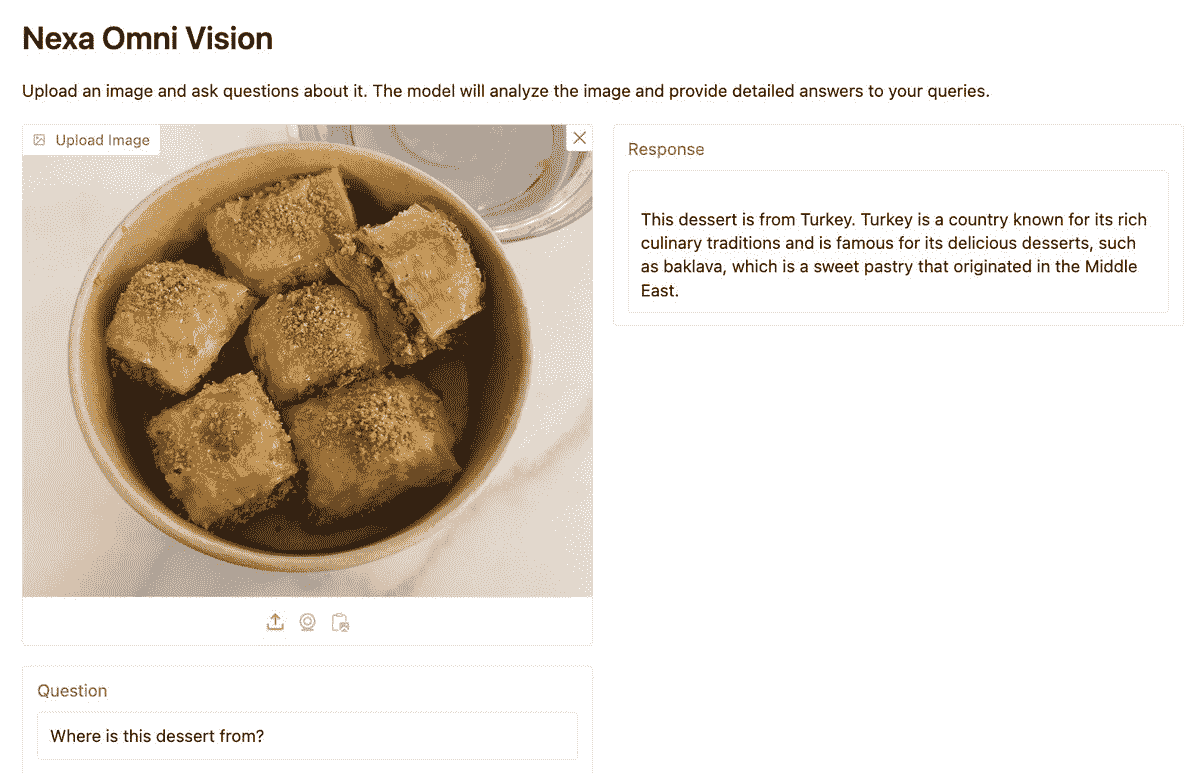 Nexa Omni Vision
Upload an image and ask questions about it. The model will analyze the image and provide detailed answers to your queries.
Upload Image
Response
This dessert is from Turkey. Turkey is a country known for its rich
culinary traditions and is famous for its delicious desserts, such
as baklava, which is a sweet pastry that originated in the Middle
East.
Question
Where is this dessert from?